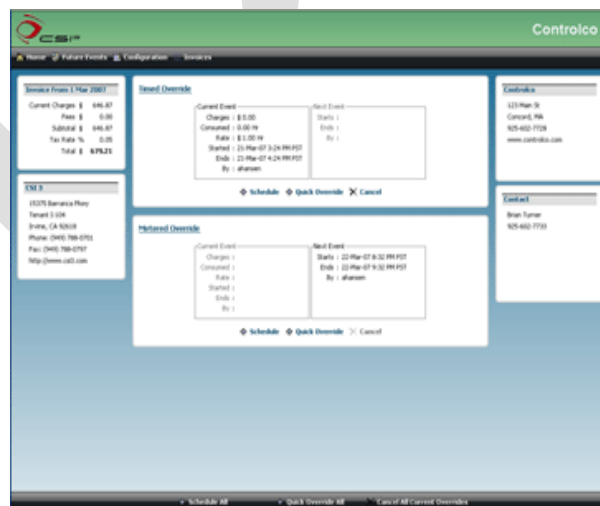 CSI³
Controlco
Home Future Events Configuration Invoices
Invoice From 1 Mar 2007
Current Charges $ 646.87
Fees $ 0.00
Subtotal $ 646.87
Tax Rate % 0.05
Total $ 679.21
CSI 3
15375 Barranca Pkwy
Tenant 3 104
Irvine, CA 92618
Phone: (949) 788-0701
Fax: (949) 788-0797
http://www.csi3.com
Timed Override
Current Event
Charges : $ 0.00
Consumed : 0.00 Hr
Rate : $ 1.00 Hr
Started : 21-Mar-07 3:24 PM PST
Ends : 21-Mar-07 4:24 PM PST
By : ahansen
Next Event
Starts :
Ends :
By :
Schedule Quick Override Cancel
Metered Override
Current Event
Charges :
Consumed :
Rate :
Started :
Ends :
By :
Next Event
Starts : 22-Mar-07 8:32 PM PST
Ends : 22-Mar-07 9:32 PM PST
By : ahansen
Schedule Quick Override Cancel
Controlco
123 Main St
Concord, MA
925-602-7728
www.controlco.com
Contact
Brian Turner
925-602-7733
Schedule All Quick Override All Cancel All Current Overrides